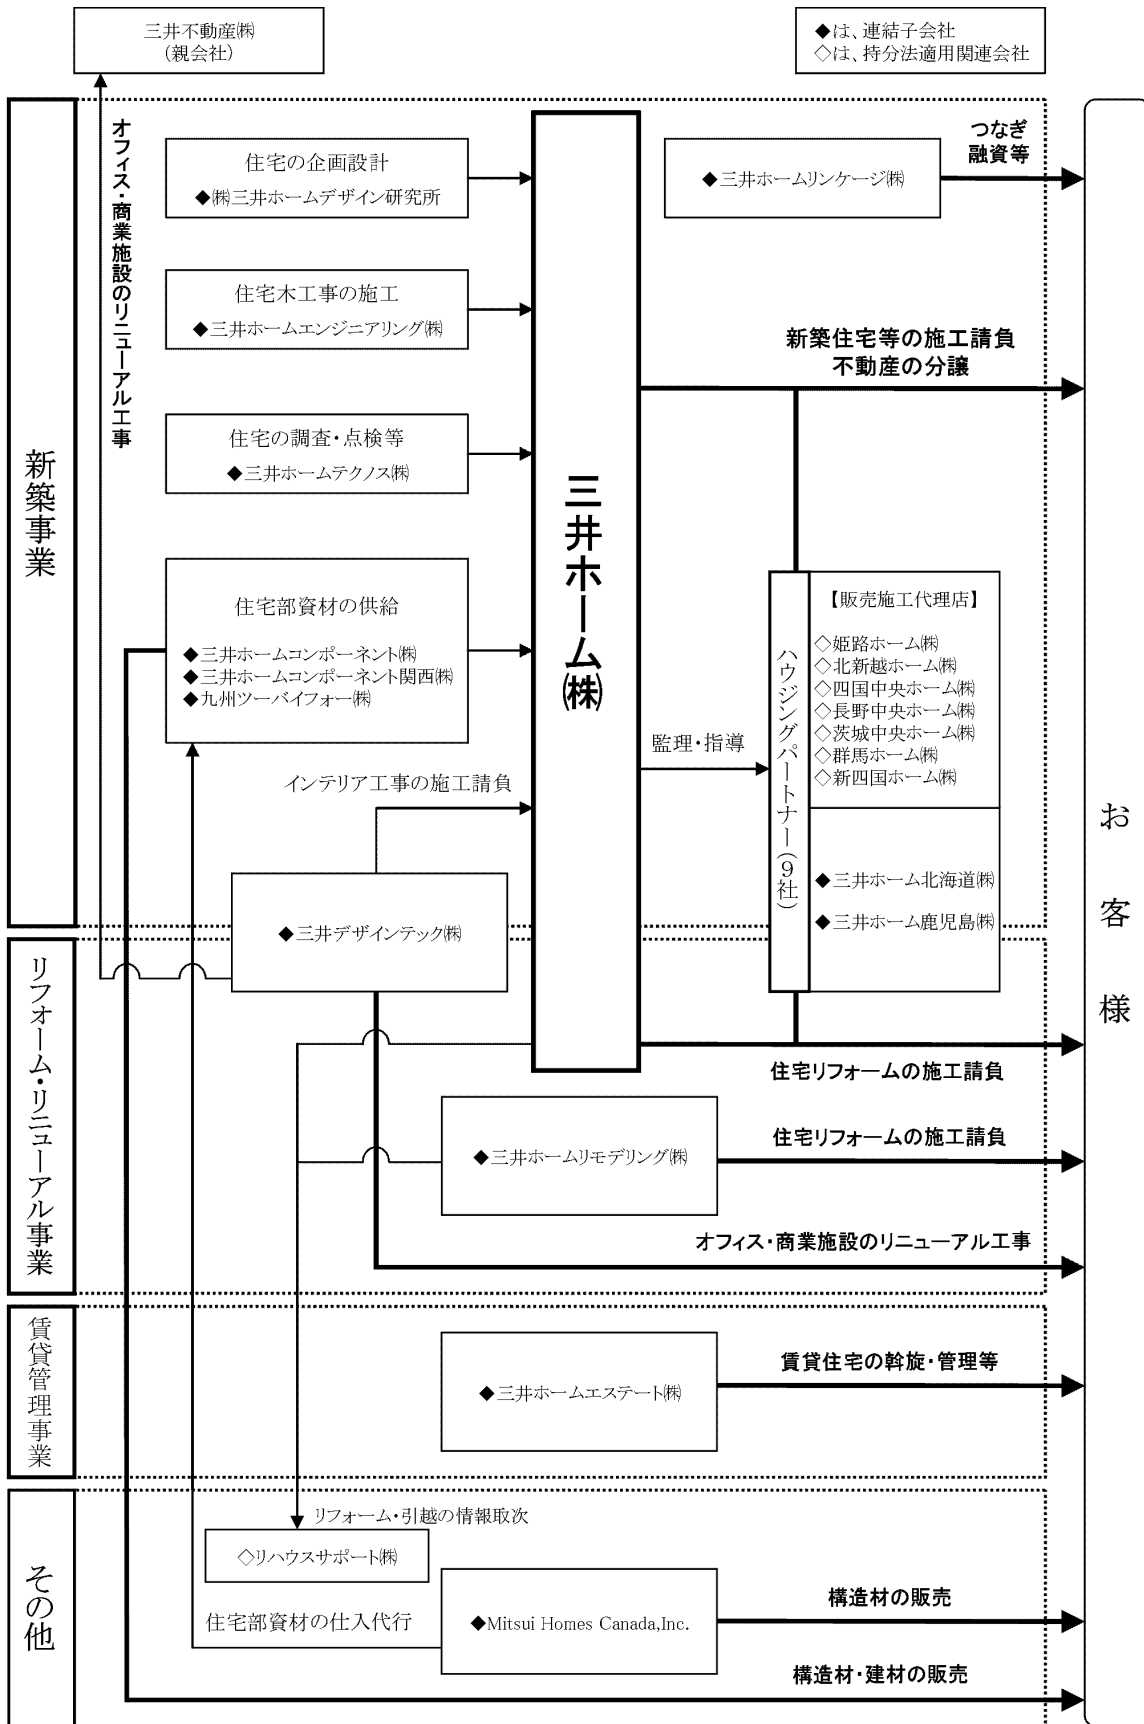 三井不動産㈱
(親会社)
◆は、連結子会社
◇は、持分法適用関連会社
新築事業
オフィス・商業施設のリニューアル工事
住宅の企画設計
◆㈱三井ホームデザイン研究所
住宅木工事の施工
◆三井ホームエンジニアリング㈱
住宅の調査・点検等
◆三井ホームテクノス㈱
住宅部資材の供給
◆三井ホームコンポーネント㈱
◆三井ホームコンポーネント関西㈱
◆九州ツーバイフォー㈱
インテリア工事の施工請負
◆三井デザインテック㈱
三井ホーム㈱
◆三井ホームリンケージ㈱
つなぎ
融資等
新築住宅等の施工請負
不動産の分譲
監理・指導
ハウジングパートナー(9社)
【販売施工代理店】
◇姫路ホーム㈱
◇北新越ホーム㈱
◇四国中央ホーム㈱
◇長野中央ホーム㈱
◇茨城中央ホーム㈱
◇群馬ホーム㈱
◇新四国ホーム㈱
◆三井ホーム北海道㈱
◆三井ホーム鹿児島㈱
お客様
リフォーム・リニューアル事業
住宅リフォームの施工請負
◆三井ホームリモデリング㈱
住宅リフォームの施工請負
オフィス・商業施設のリニューアル工事
賃貸管理事業
◆三井ホームエステート㈱
賃貸住宅の斡旋・管理等
その他
リフォーム・引越の情報取次
◇リハウスサポート㈱
住宅部資材の仕入代行
◆Mitsui Homes Canada,Inc.
構造材の販売
構造材・建材の販売